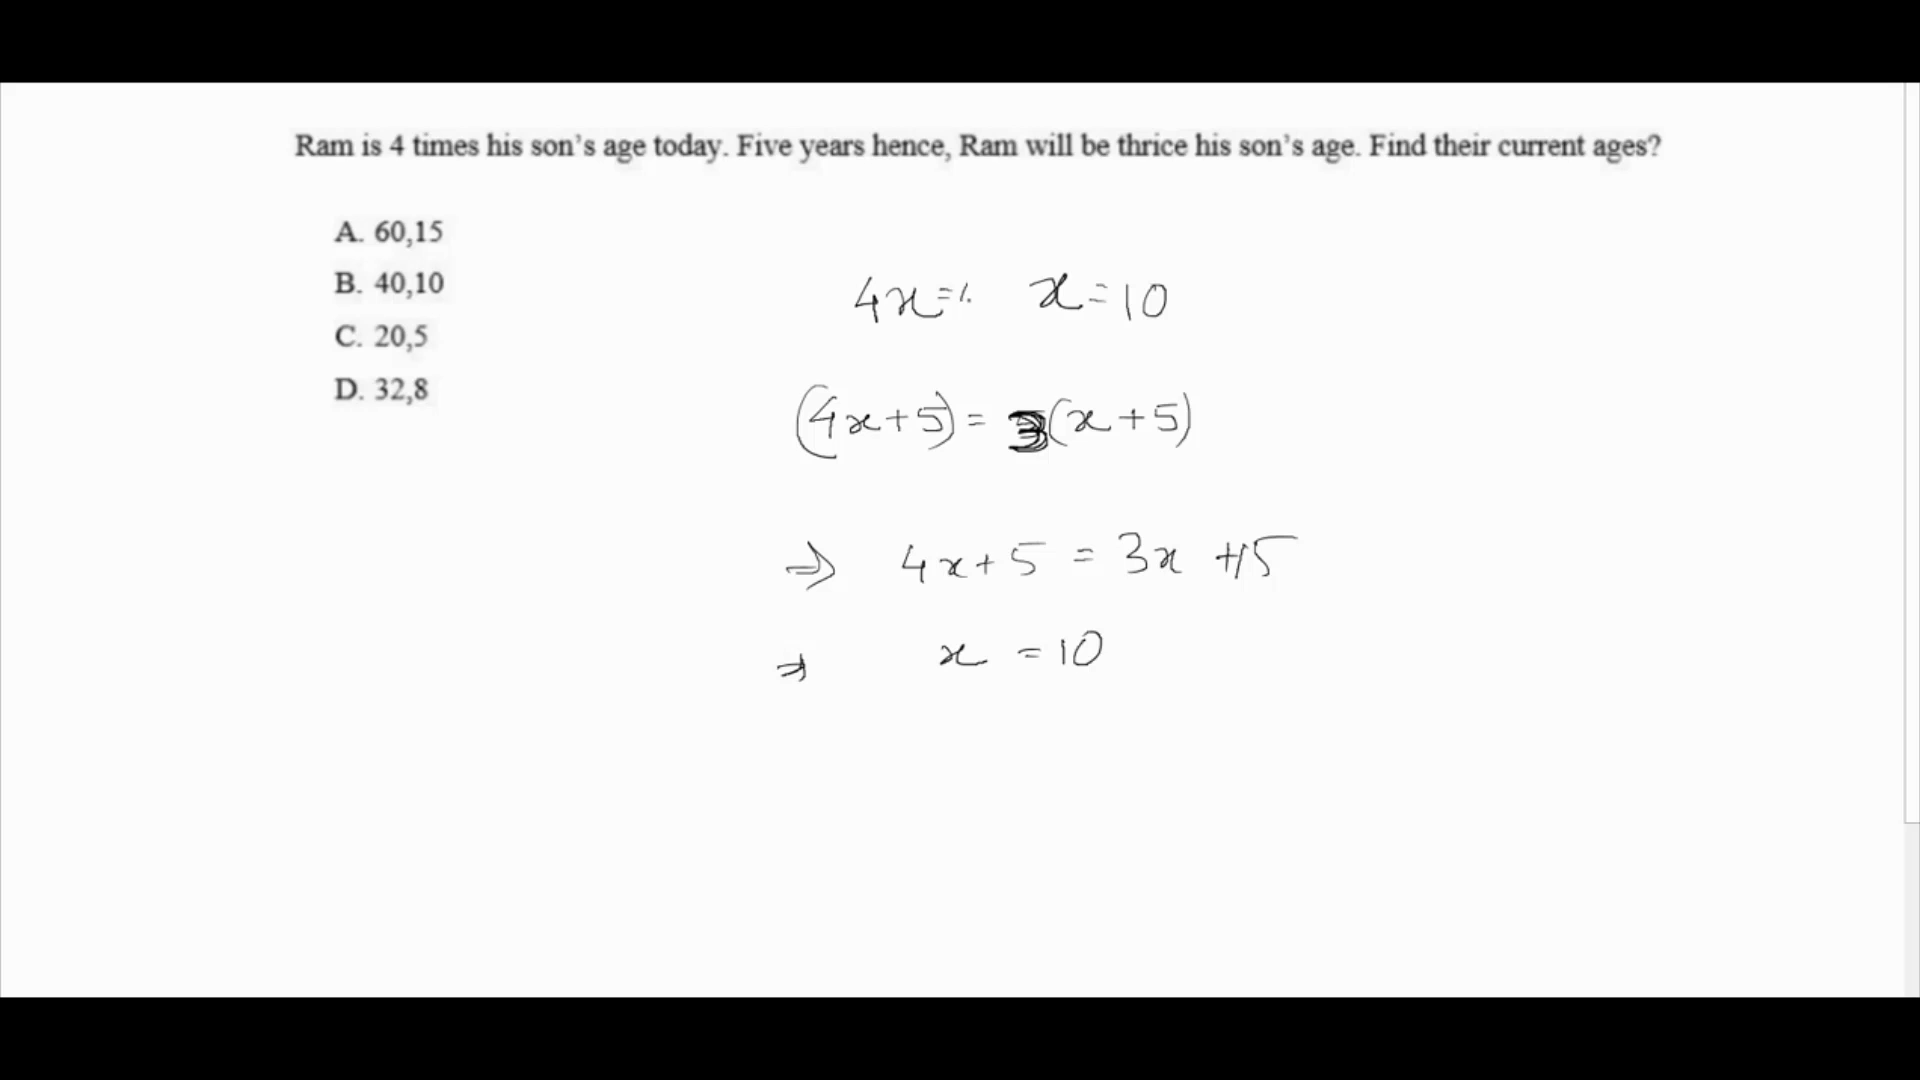 Ram is 4 times his son's age today. Five years hence, Ram will be thrice his son's age. Find their current ages?
A. 60,15
B. 40,10
C. 20,5
D. 32,8
4x= x=10
(4x+5)= 3(x+5)
⇒ 4x+5 = 3x +15
⇒ x =10